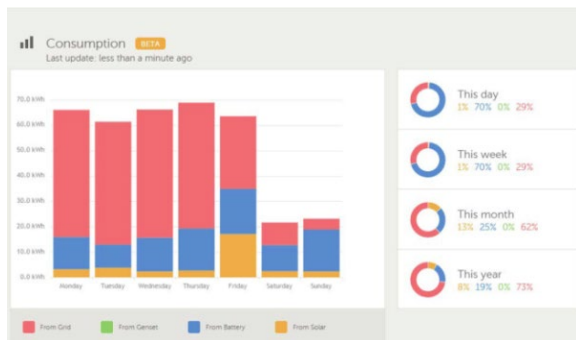 Consumption BETA
Last update: less than a minute ago
70.0 kWh
60.0 kWh
50.0 kWh
40.0 kWh
30.0 kWh
20.0 kWh
10.0 kWh
0.0 kWh
Monday Tuesday Wednesday Thursday Friday Saturday Sunday
From Grid From Genset From Battery From Solar
This day
1% 70% 0% 29%
This week
1% 70% 0% 29%
This month
13% 25% 0% 62%
This year
8% 19% 0% 73%